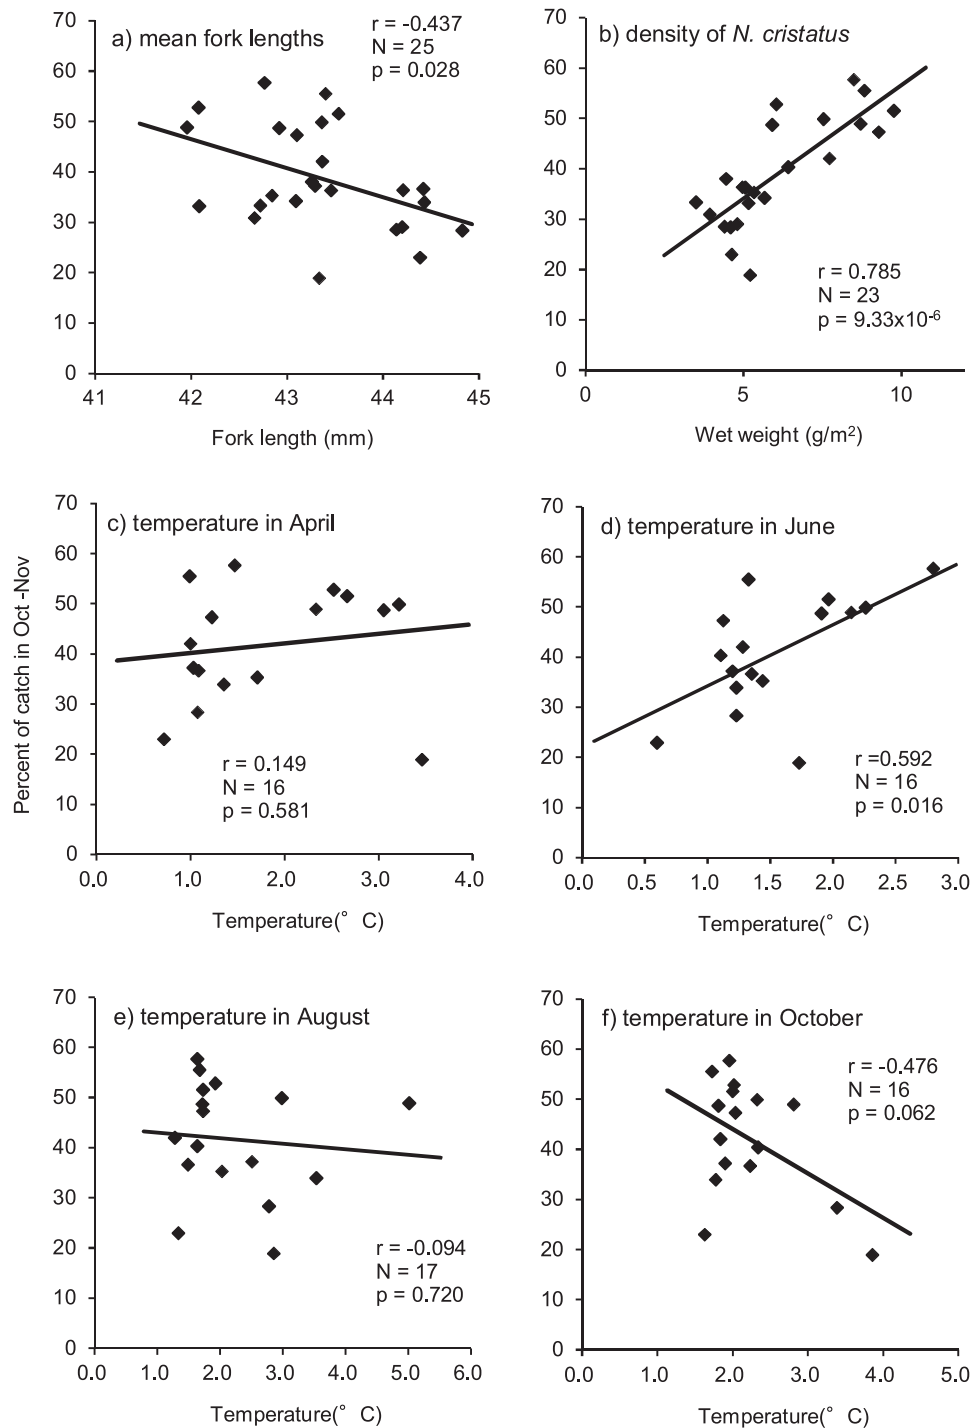 a) mean fork lengths
r = -0.437
N = 25
p = 0.028
70
60
50
40
30
20
10
0
41 42 43 44 45
Fork length (mm)
b) density of N. cristatus
r = 0.785
N = 23
p = 9.33x10-6
70
60
50
40
30
20
10
0
0 5 10
Wet weight (g/m2)
Percent of catch in Oct -Nov
c) temperature in April
r = 0.149
N = 16
p = 0.581
70
60
50
40
30
20
10
0
0.0 1.0 2.0 3.0 4.0
Temperature(° C)
d) temperature in June
r =0.592
N = 16
p = 0.016
70
60
50
40
30
20
10
0
0.0 0.5 1.0 1.5 2.0 2.5 3.0
Temperature(° C)
e) temperature in August
r = -0.094
N = 17
p = 0.720
70
60
50
40
30
20
10
0
0.0 1.0 2.0 3.0 4.0 5.0 6.0
Temperature(° C)
f) temperature in October
r = -0.476
N = 16
p = 0.062
70
60
50
40
30
20
10
0
0.0 1.0 2.0 3.0 4.0 5.0
Temperature(° C)